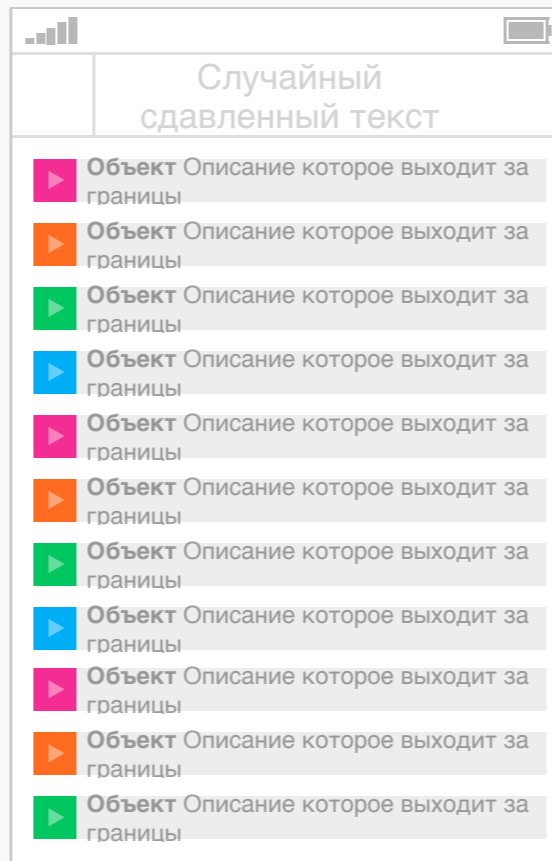 Случайный
сдавленный текст
Объект Описание которое выходит за
границы
Объект Описание которое выходит за
границы
Объект Описание которое выходит за
границы
Объект Описание которое выходит за
границы
Объект Описание которое выходит за
границы
Объект Описание которое выходит за
границы
Объект Описание которое выходит за
границы
Объект Описание которое выходит за
границы
Объект Описание которое выходит за
границы
Объект Описание которое выходит за
границы
Объект Описание которое выходит за
границы